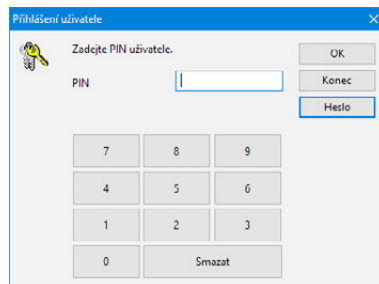 Přihlášení uživatele
Zadejte PIN uživatele.
OK
PIN
Konec
Heslo
7 8 9
4 5 6
1 2 3
0 Smazat